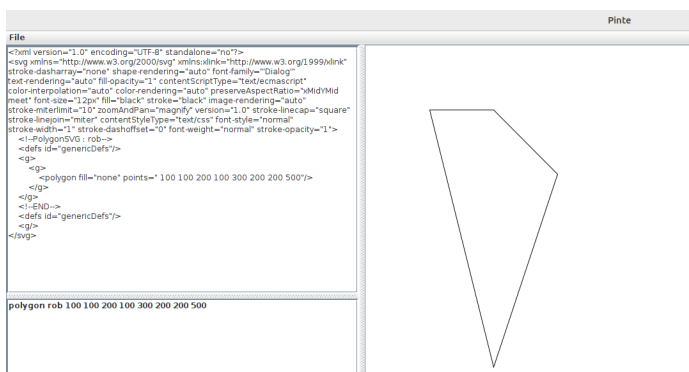 Pinte
File
<?xml version="1.0" encoding="UTF-8" standalone="no"?>
<svg xmlns="http://www.w3.org/2000/svg" xmlns:xlink="http://www.w3.org/1999/xlink"
stroke-dasharray="none" shape-rendering="auto" font-family="'Dialog'"
text-rendering="auto" fill-opacity="1" contentScriptType="text/ecmascript"
color-interpolation="auto" color-rendering="auto" preserveAspectRatio="xMidYMid
meet" font-size="12px" fill="black" stroke="black" image-rendering="auto"
stroke-miterlimit="10" zoomAndPan="magnify" version="1.0" stroke-linecap="square"
stroke-linejoin="miter" contentStyleType="text/css" font-style="normal"
stroke-width="1" stroke-dashoffset="0" font-weight="normal" stroke-opacity="1">
<!--PolygonSVG : rob-->
<defs id="genericDefs"/>
<g>
<g>
<polygon fill="none" points=" 100 100 200 100 300 200 200 500"/>
</g>
</g>
<!--END-->
<defs id="genericDefs"/>
<g/>
</svg>
polygon rob 100 100 200 100 300 200 200 500